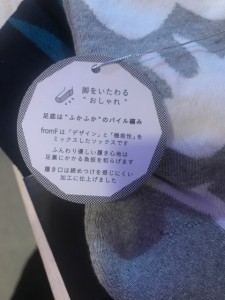 脚をいたわる
"おしゃれ"
足底は"ふかふか"のパイル編み
fromFは「デザイン」と「機能性」を
ミックスしたソックスです
ふんわり優しい履き心地は
足裏にかかる負担を和らげます
履き口は締めつけを感じにくい
加工に仕上げました